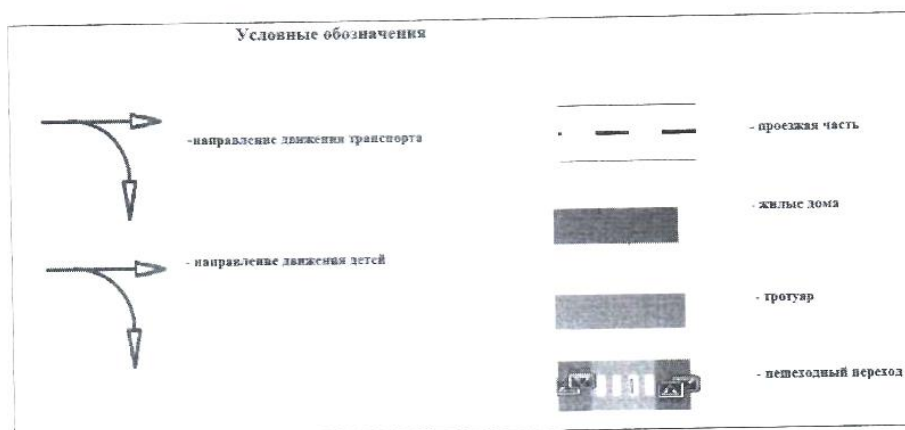 Условные обозначения
-направление движения транспорта
- направление движения детей
- проезжая часть
- жилые дома
- тротуар
- пешеходный переход